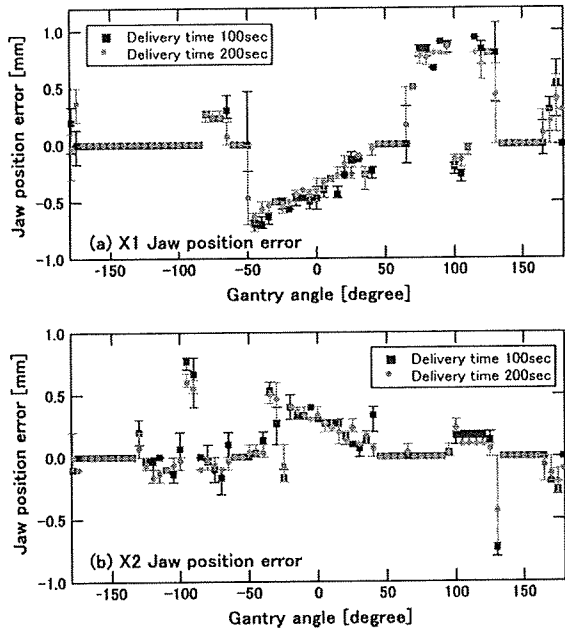 1.0
0.5
0.0
-0.5
-1.0
Jaw position error [mm]
Delivery time 100sec
Delivery time 200sec
(a) X1 Jaw position error
-150
-100
-50
0
50
100
150
Gantry angle [degree]
1.0
0.5
0.0
-0.5
-1.0
Jaw position error [mm]
Delivery time 100sec
Delivery time 200sec
(b) X2 Jaw position error
-150
-100
-50
0
50
100
150
Gantry angle [degree]